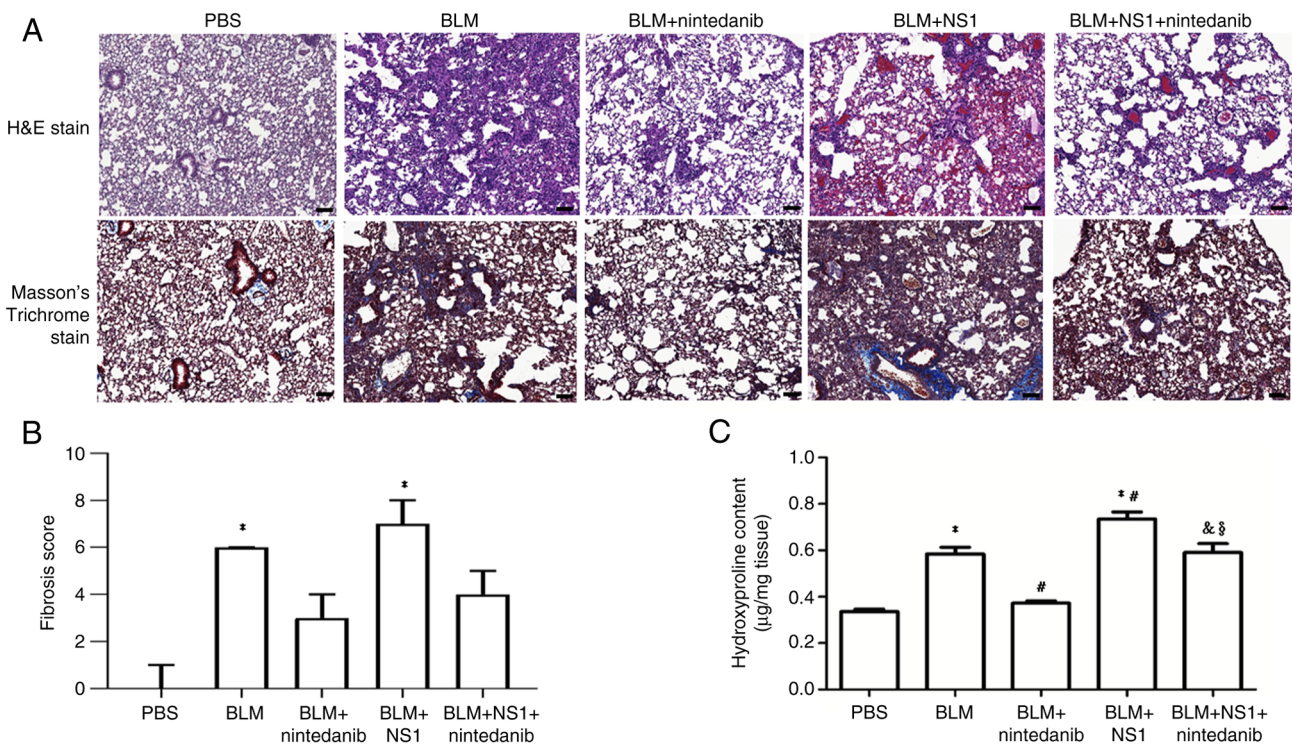 A
PBS
BLM
BLM+nintedanib
BLM+NS1
BLM+NS1+nintedanib
H&E stain
Masson's
Trichrome
stain
B
Fibrosis score
10
8
6
4
2
0
*
*
PBS
BLM
BLM+
nintedanib
BLM+
NS1
BLM+NS1+
nintedanib
C
Hydroxyproline content
(µg/mg tissue)
1.0
0.8
0.6
0.4
0.2
0.0
*
#
* #
& §
PBS
BLM
BLM+
nintedanib
BLM+
NS1
BLM+NS1+
nintedanib